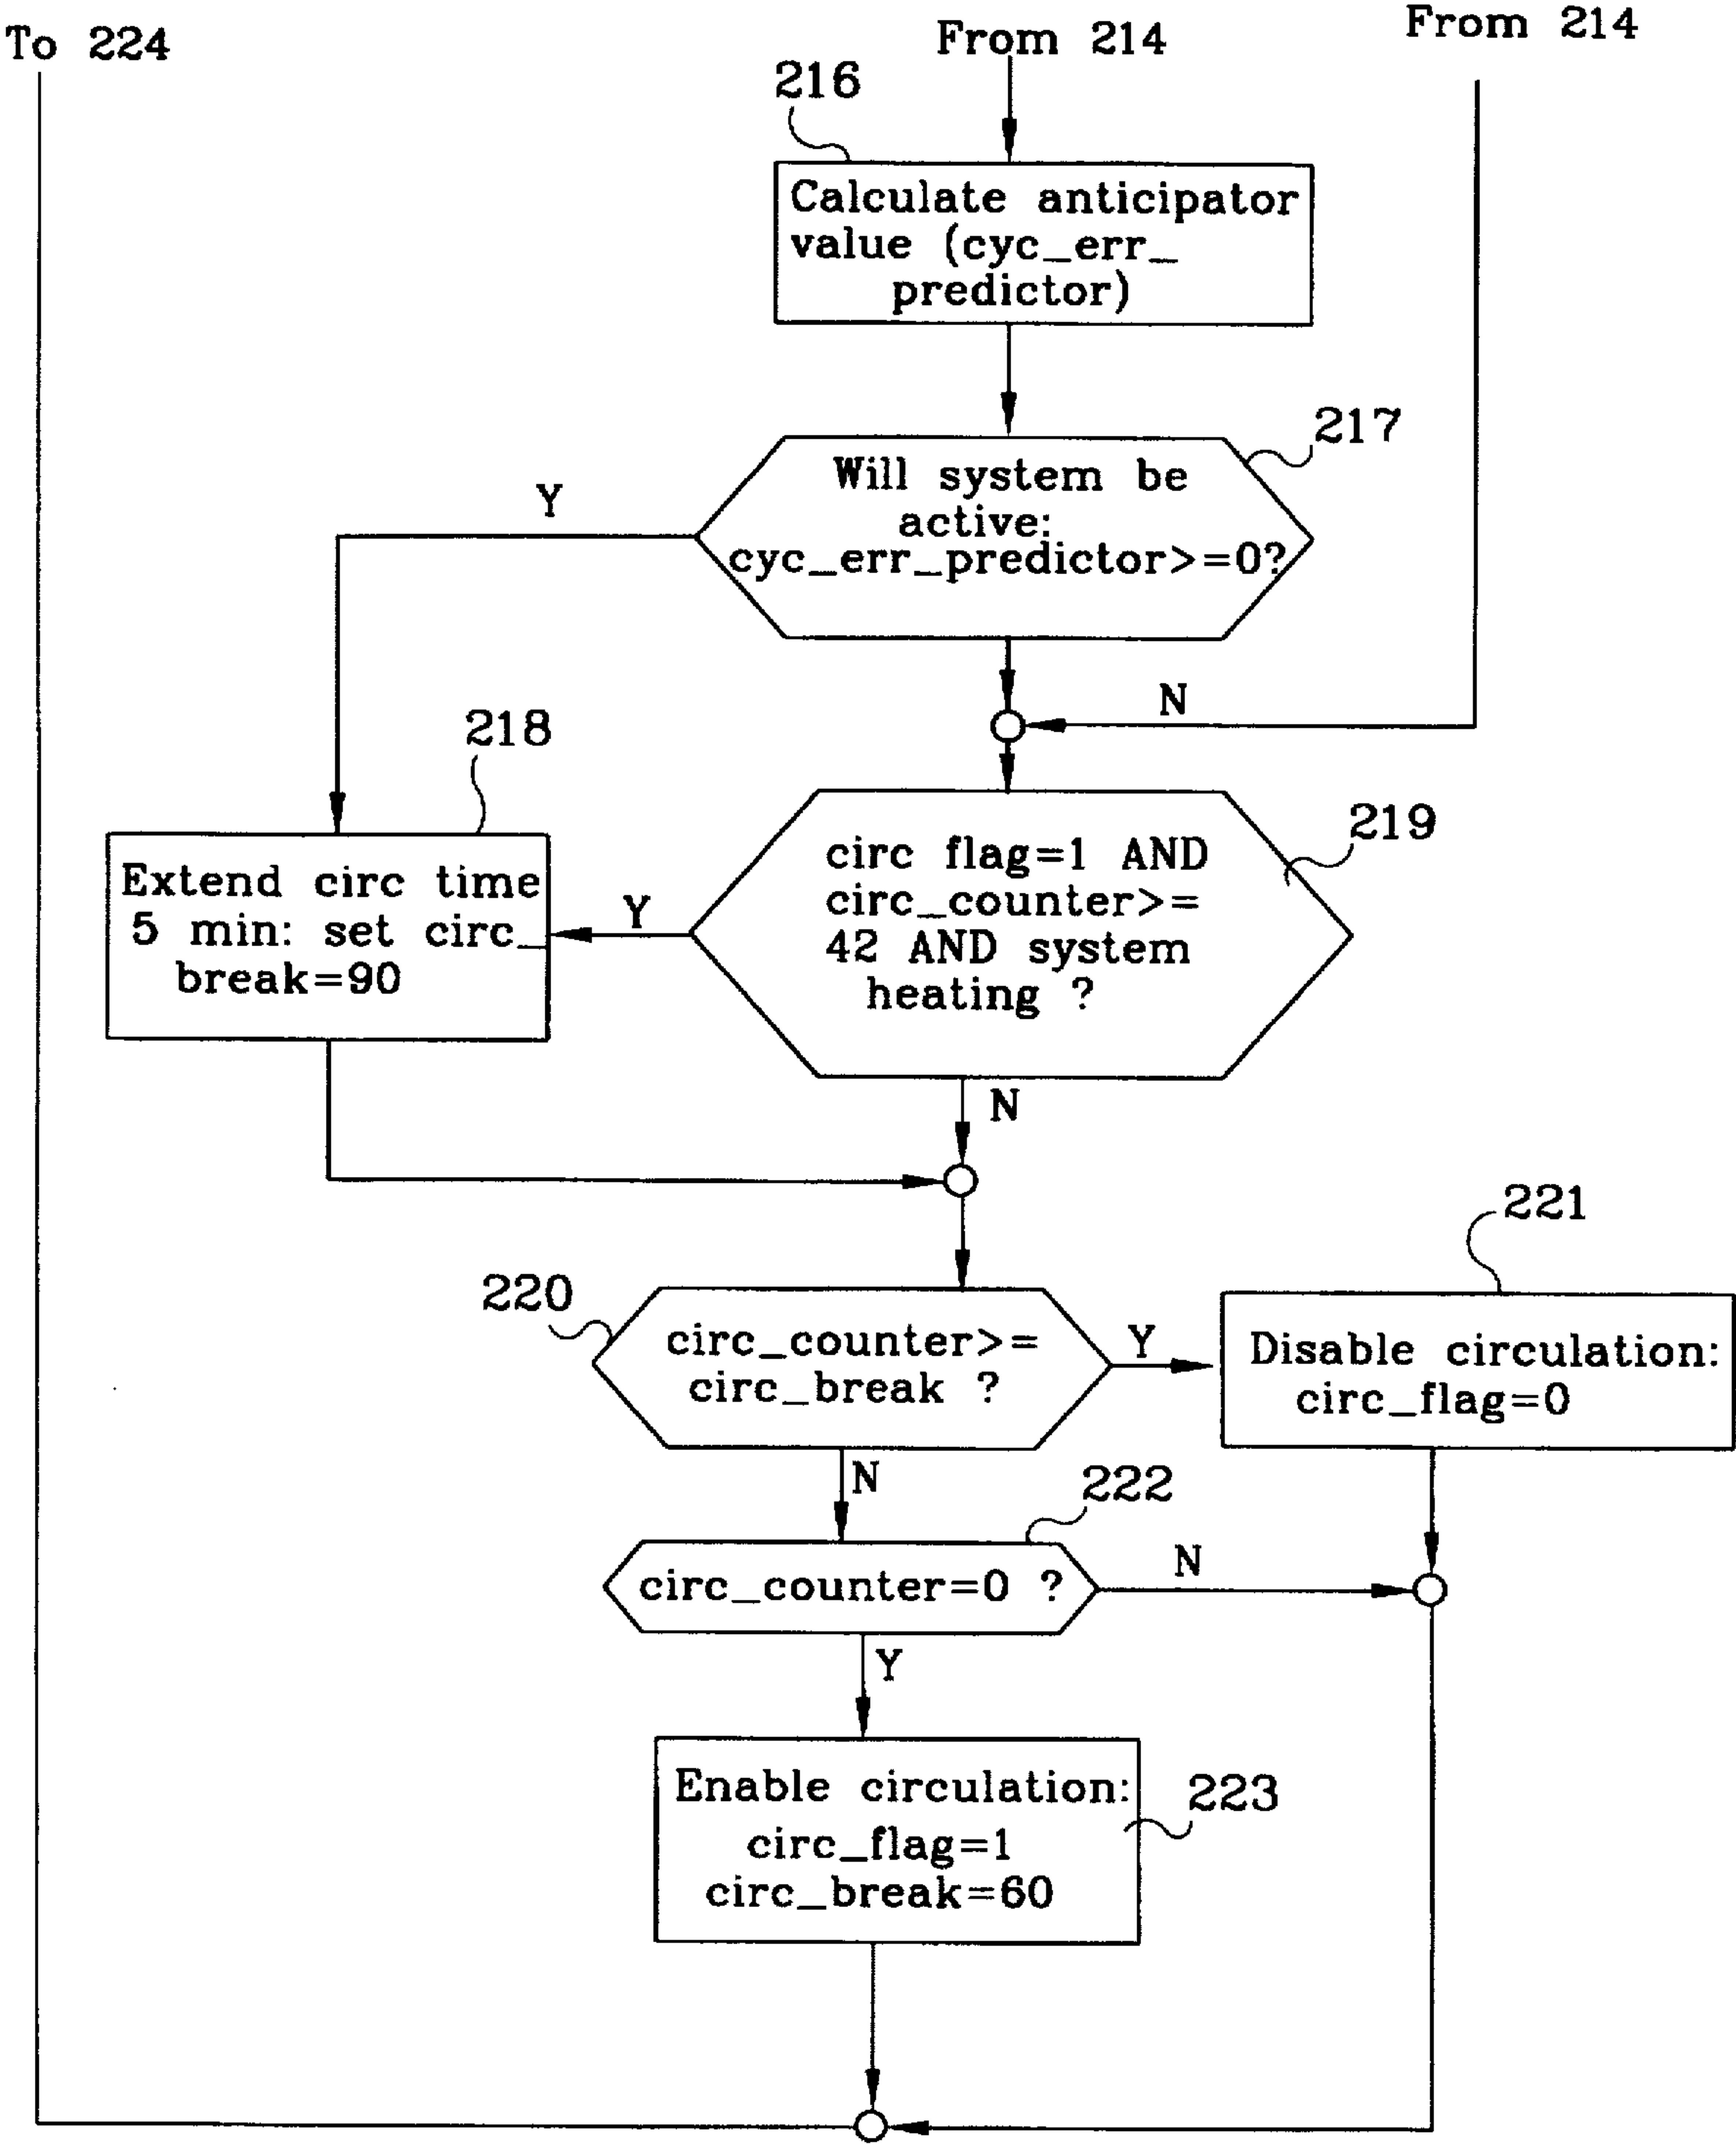 To 224
From 214
From 214
216
Calculate anticipator
value (cyc_err_
predictor)
217
Will system be
active:
cyc_err_predictor>=0?
Y
N
218
Extend circ time
5 min: set circ_
break=90
219
circ flag=1 AND
circ_counter>=
42 AND system
heating ?
Y
N
220
circ_counter>=
circ_break ?
Y
221
Disable circulation:
circ_flag=0
N
222
circ_counter=0 ?
N
Y
Enable circulation:
circ_flag=1
circ_break=60
223